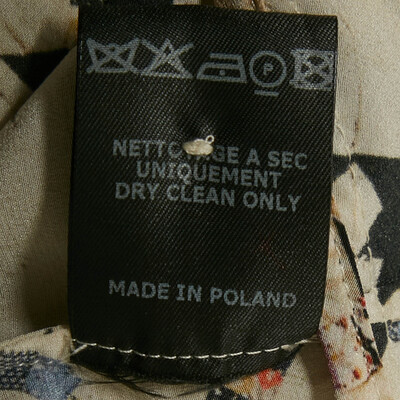 P
NETTOYAGE A SEC
UNIQUEMENT
DRY CLEAN ONLY
MADE IN POLAND